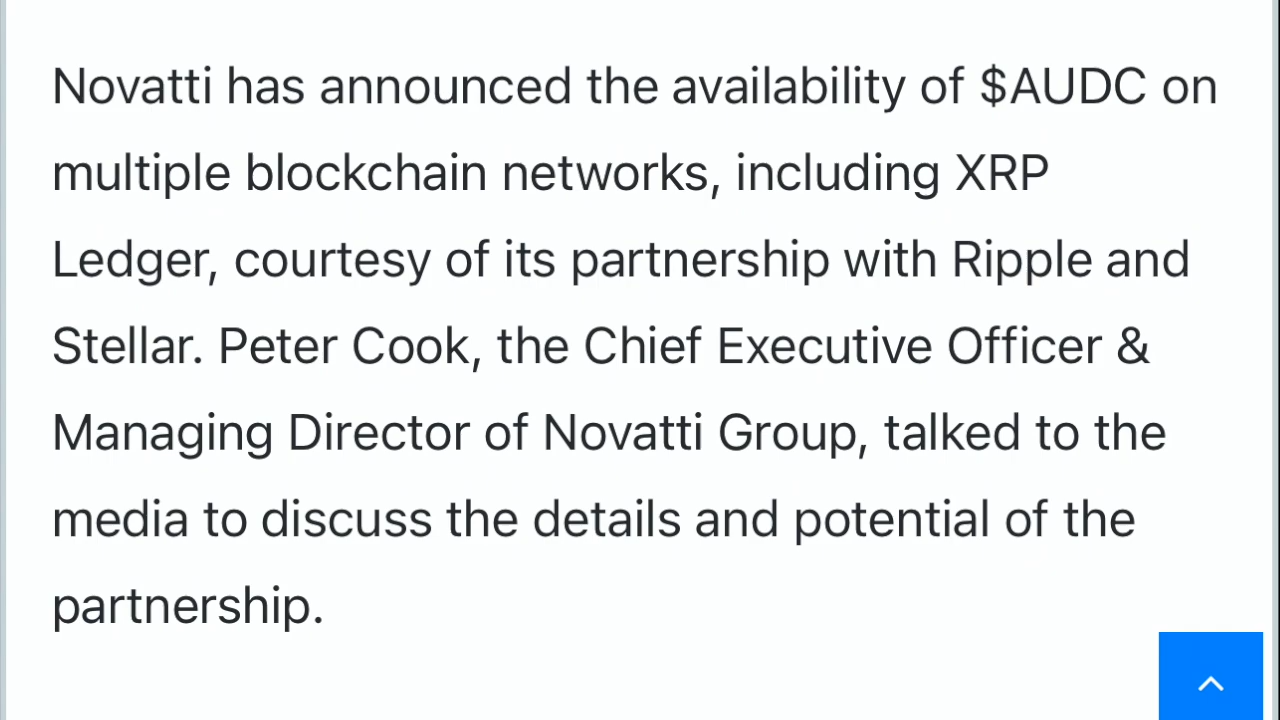 Novatti has announced the availability of $AUDC on
multiple blockchain networks, including XRP
Ledger, courtesy of its partnership with Ripple and
Stellar. Peter Cook, the Chief Executive Officer &
Managing Director of Novatti Group, talked to the
media to discuss the details and potential of the
partnership.